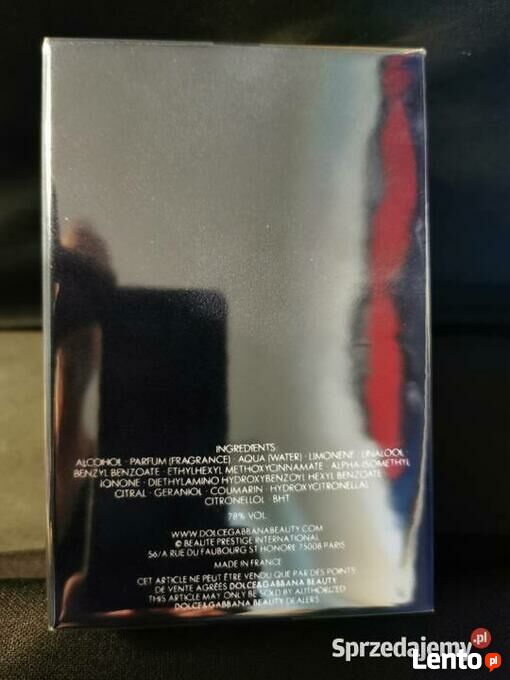 INGREDIENTS:
ALCOHOL · PARFUM (FRAGRANCE) · AQUA (WATER) · LIMONENE · LINALOOL ·
BENZYL BENZOATE · ETHYLHEXYL METHOXYCINNAMATE · ALPHA-ISOMETHYL
IONONE · DIETHYLAMINO HYDROXYBENZOYL HEXYL BENZOATE ·
CITRAL · GERANIOL · COUMARIN · HYDROXYCITRONELLAL ·
CITRONELLOL · BHT
78% VOL.
WWW.DOLCEGABBANABEAUTY.COM
© BEAUTE PRESTIGE INTERNATIONAL
56/A RUE DU FAUBOURG ST HONORE 75008 PARIS
MADE IN FRANCE
CET ARTICLE NE PEUT ÊTRE VENDU QUE PAR DES POINTS
DE VENTE AGRÉÉS DOLCE&GABBANA BEAUTY
THIS ARTICLE MAY ONLY BE SOLD BY AUTHORIZED
DOLCE&GABBANA BEAUTY DEALERS
Sprzedajemy.pl
Lento.pl